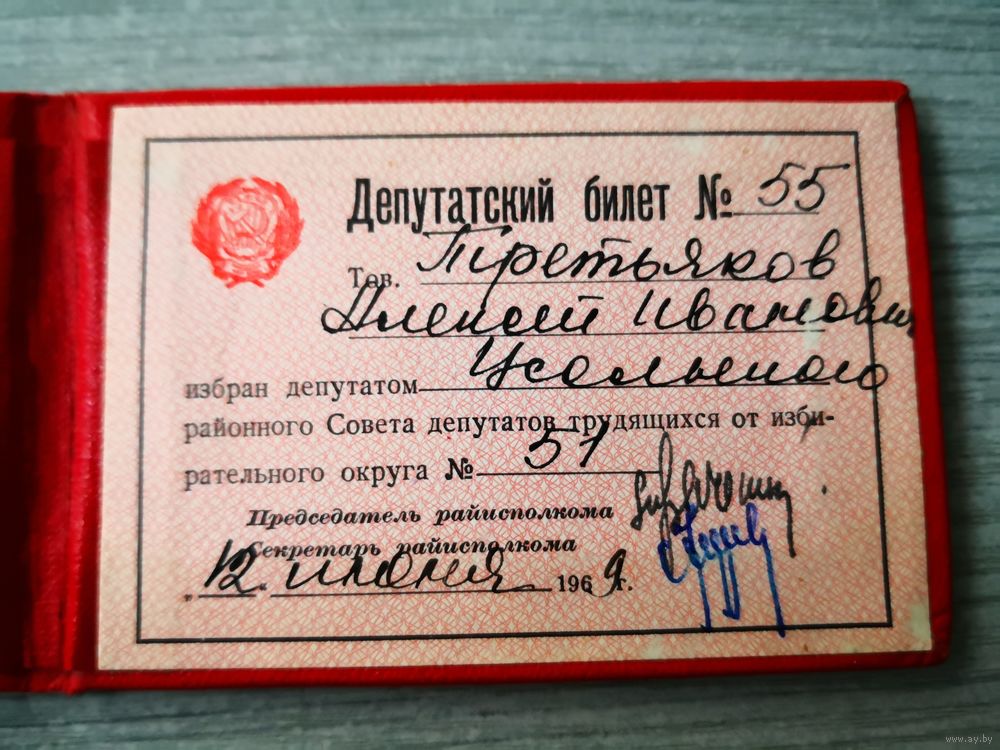 Депутатский билет № 55
Тов. Третьяков
Алексей Иванович
избран депутатом Усольского
районного Совета депутатов трудящихся от изби-
рательного округа № 51
Председатель райисполкома
Секретарь райисполкома
„12“ июня 1969г.
www.ay.by